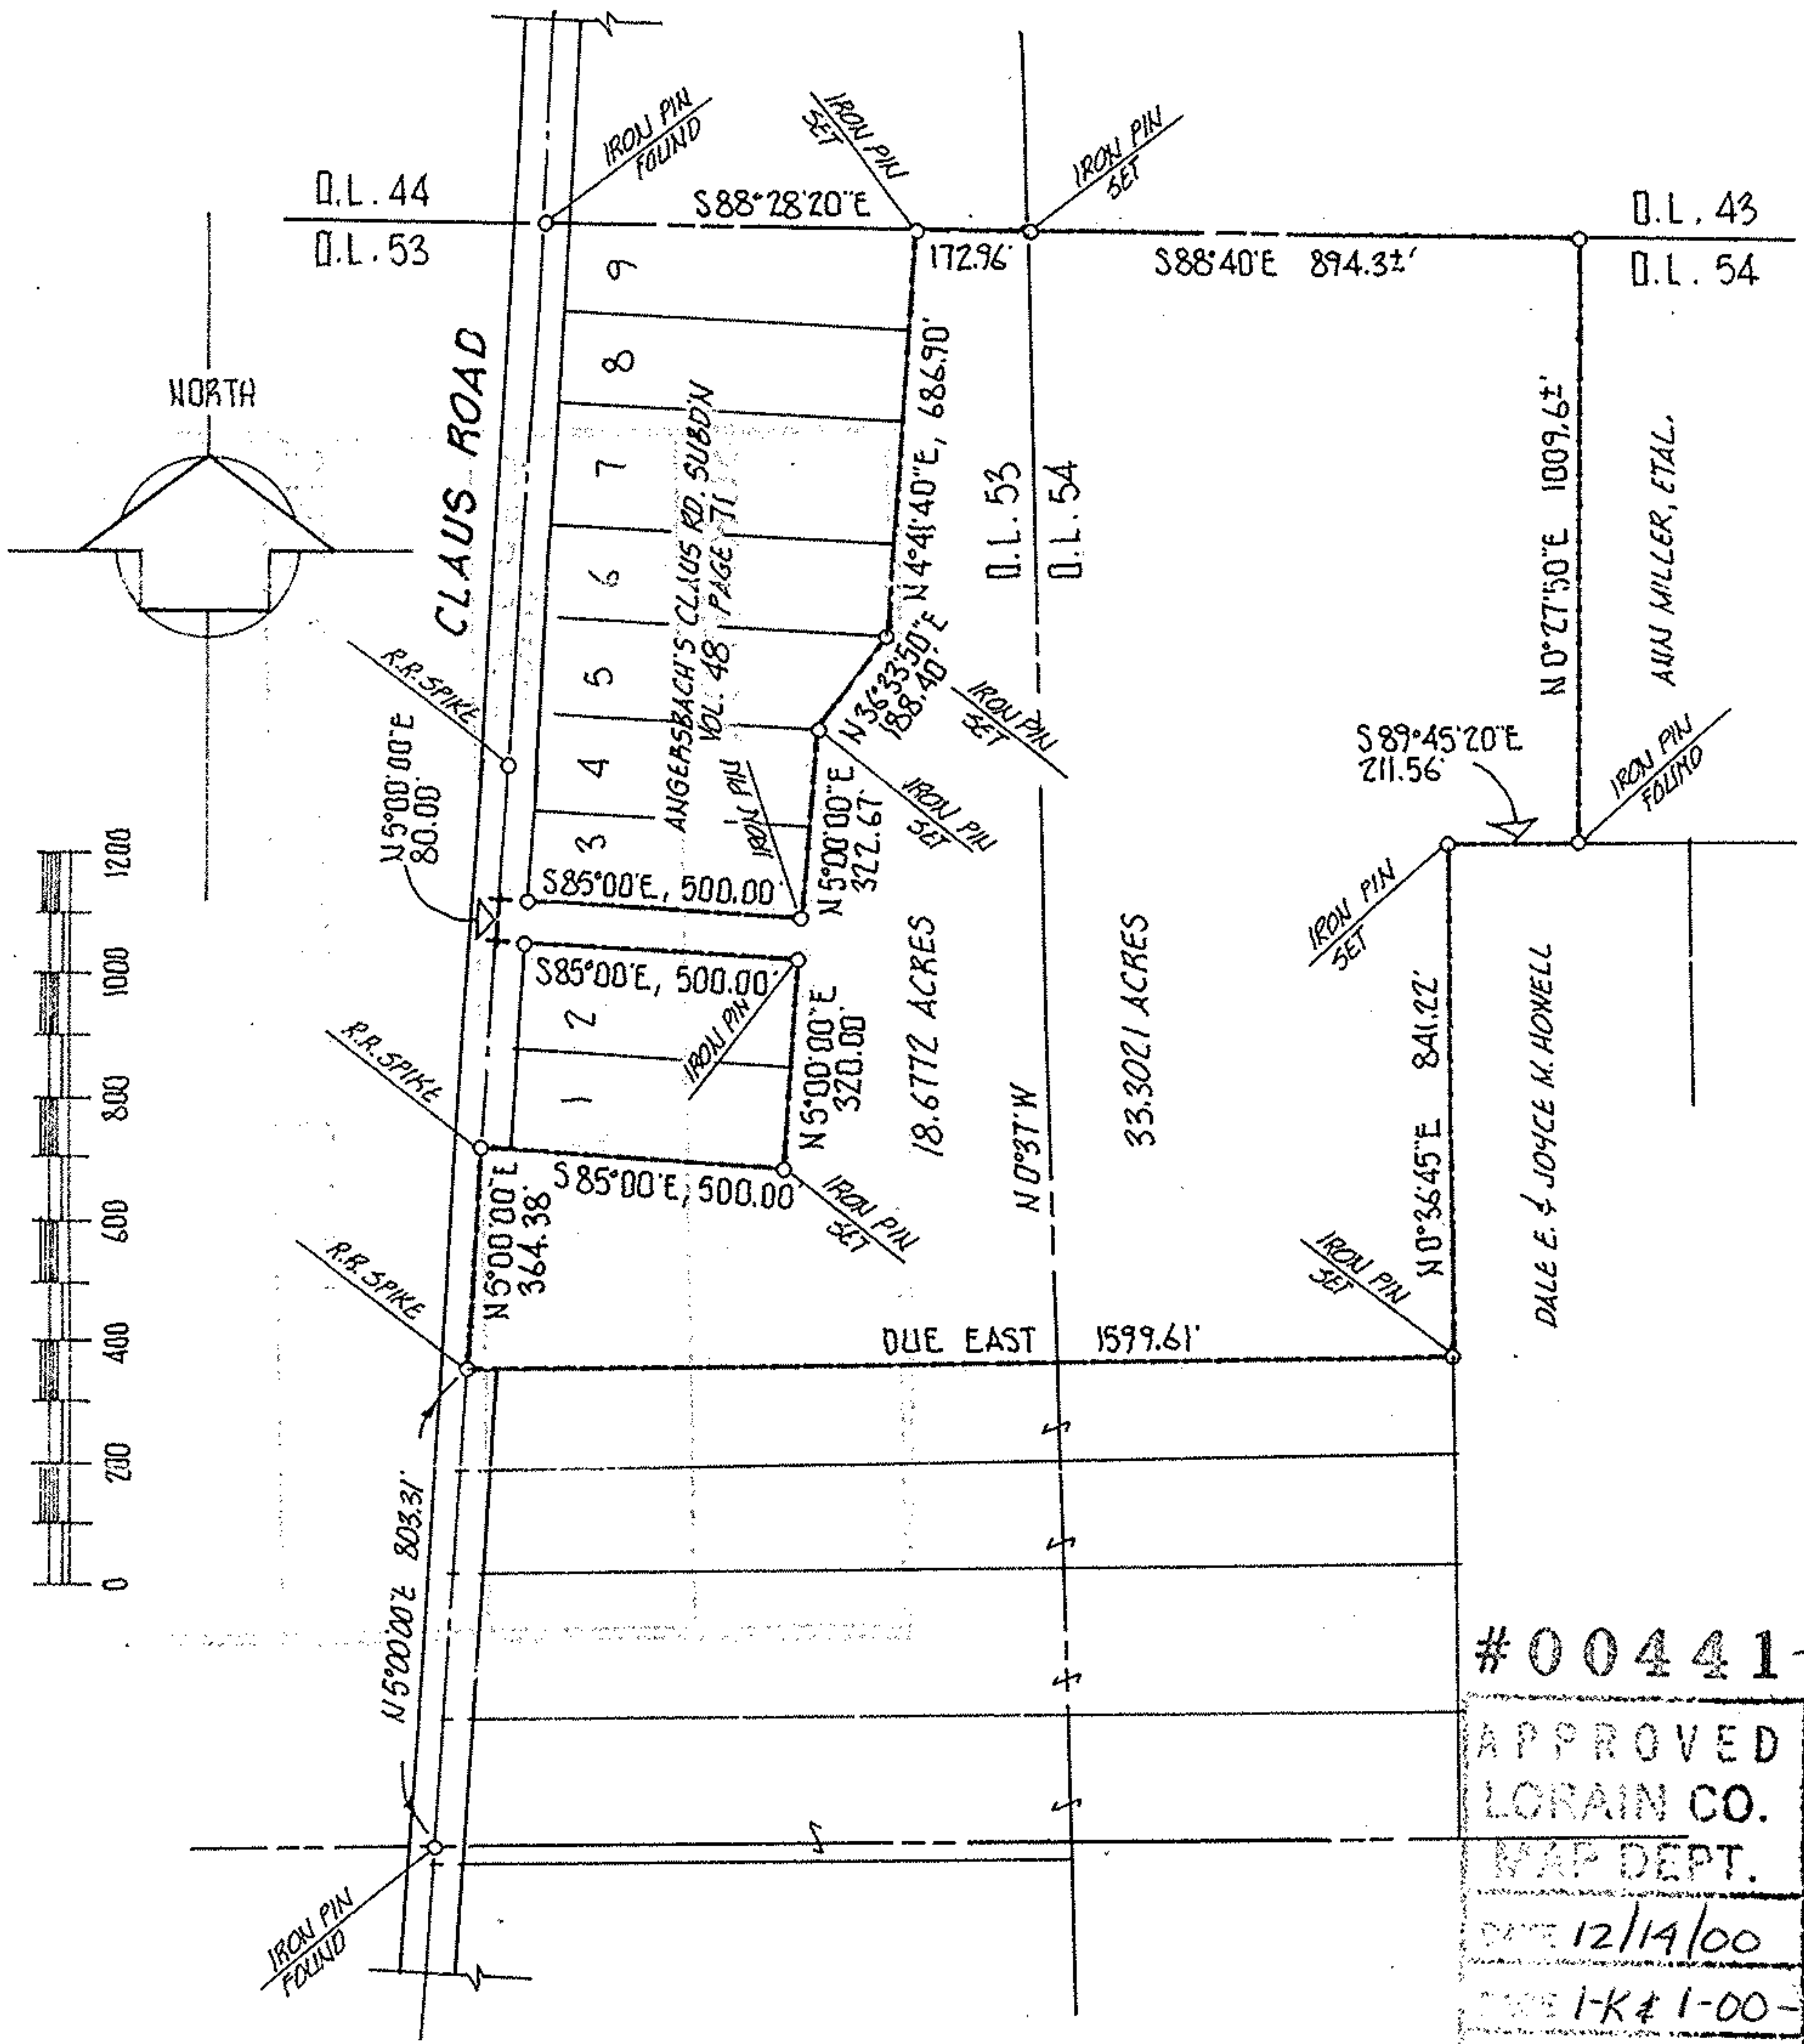 IRON PIN
FOUND
IRON PIN
SET
IRON PIN
SET
O.L. 44
O.L. 53
S88°28'20"E
172.96'
S88°40'E 894.3±'
O.L. 43
O.L. 54
NORTH
CLAUS ROAD
9
8
7
6
5
4
3
ANGERSBACH'S CLAUS RD. SUBD'N
VOL. 48 PAGE 71
N4°41'40"E, 686.90'
O.L. 53
O.L. 54
N0°27'50"E 1009.6±'
ANN MILLER, ETAL.
R.R. SPIKE
N 36°33'50"E
188.40'
IRON PIN
SET
IRON PIN
SET
S89°45'20"E
211.56'
IRON PIN
FOUND
N5°00'00"E
80.00'
IRON PIN
N5°00'00"E
322.67'
S85°00'E, 500.00'
S85°00'E, 500.00'
2
1
IRON PIN
N5°00'00"E
320.00'
18.6772 ACRES
33.3021 ACRES
N0°37'W
IRON PIN
SET
N0°36'45"E 841.22'
DALE E. & JOYCE M. HOWELL
R.R. SPIKE
S85°00'E, 500.00'
IRON PIN
SET
N5°00'00"E
364.38'
R.R. SPIKE
IRON PIN
SET
DUE EAST 1599.61'
1200
1000
800
600
400
200
0
N5°00'00"E 803.31'
IRON PIN
FOUND
#00441-
APPROVED
LORAIN CO.
MAP DEPT.
DATE 12/14/00
1-K & 1-00-